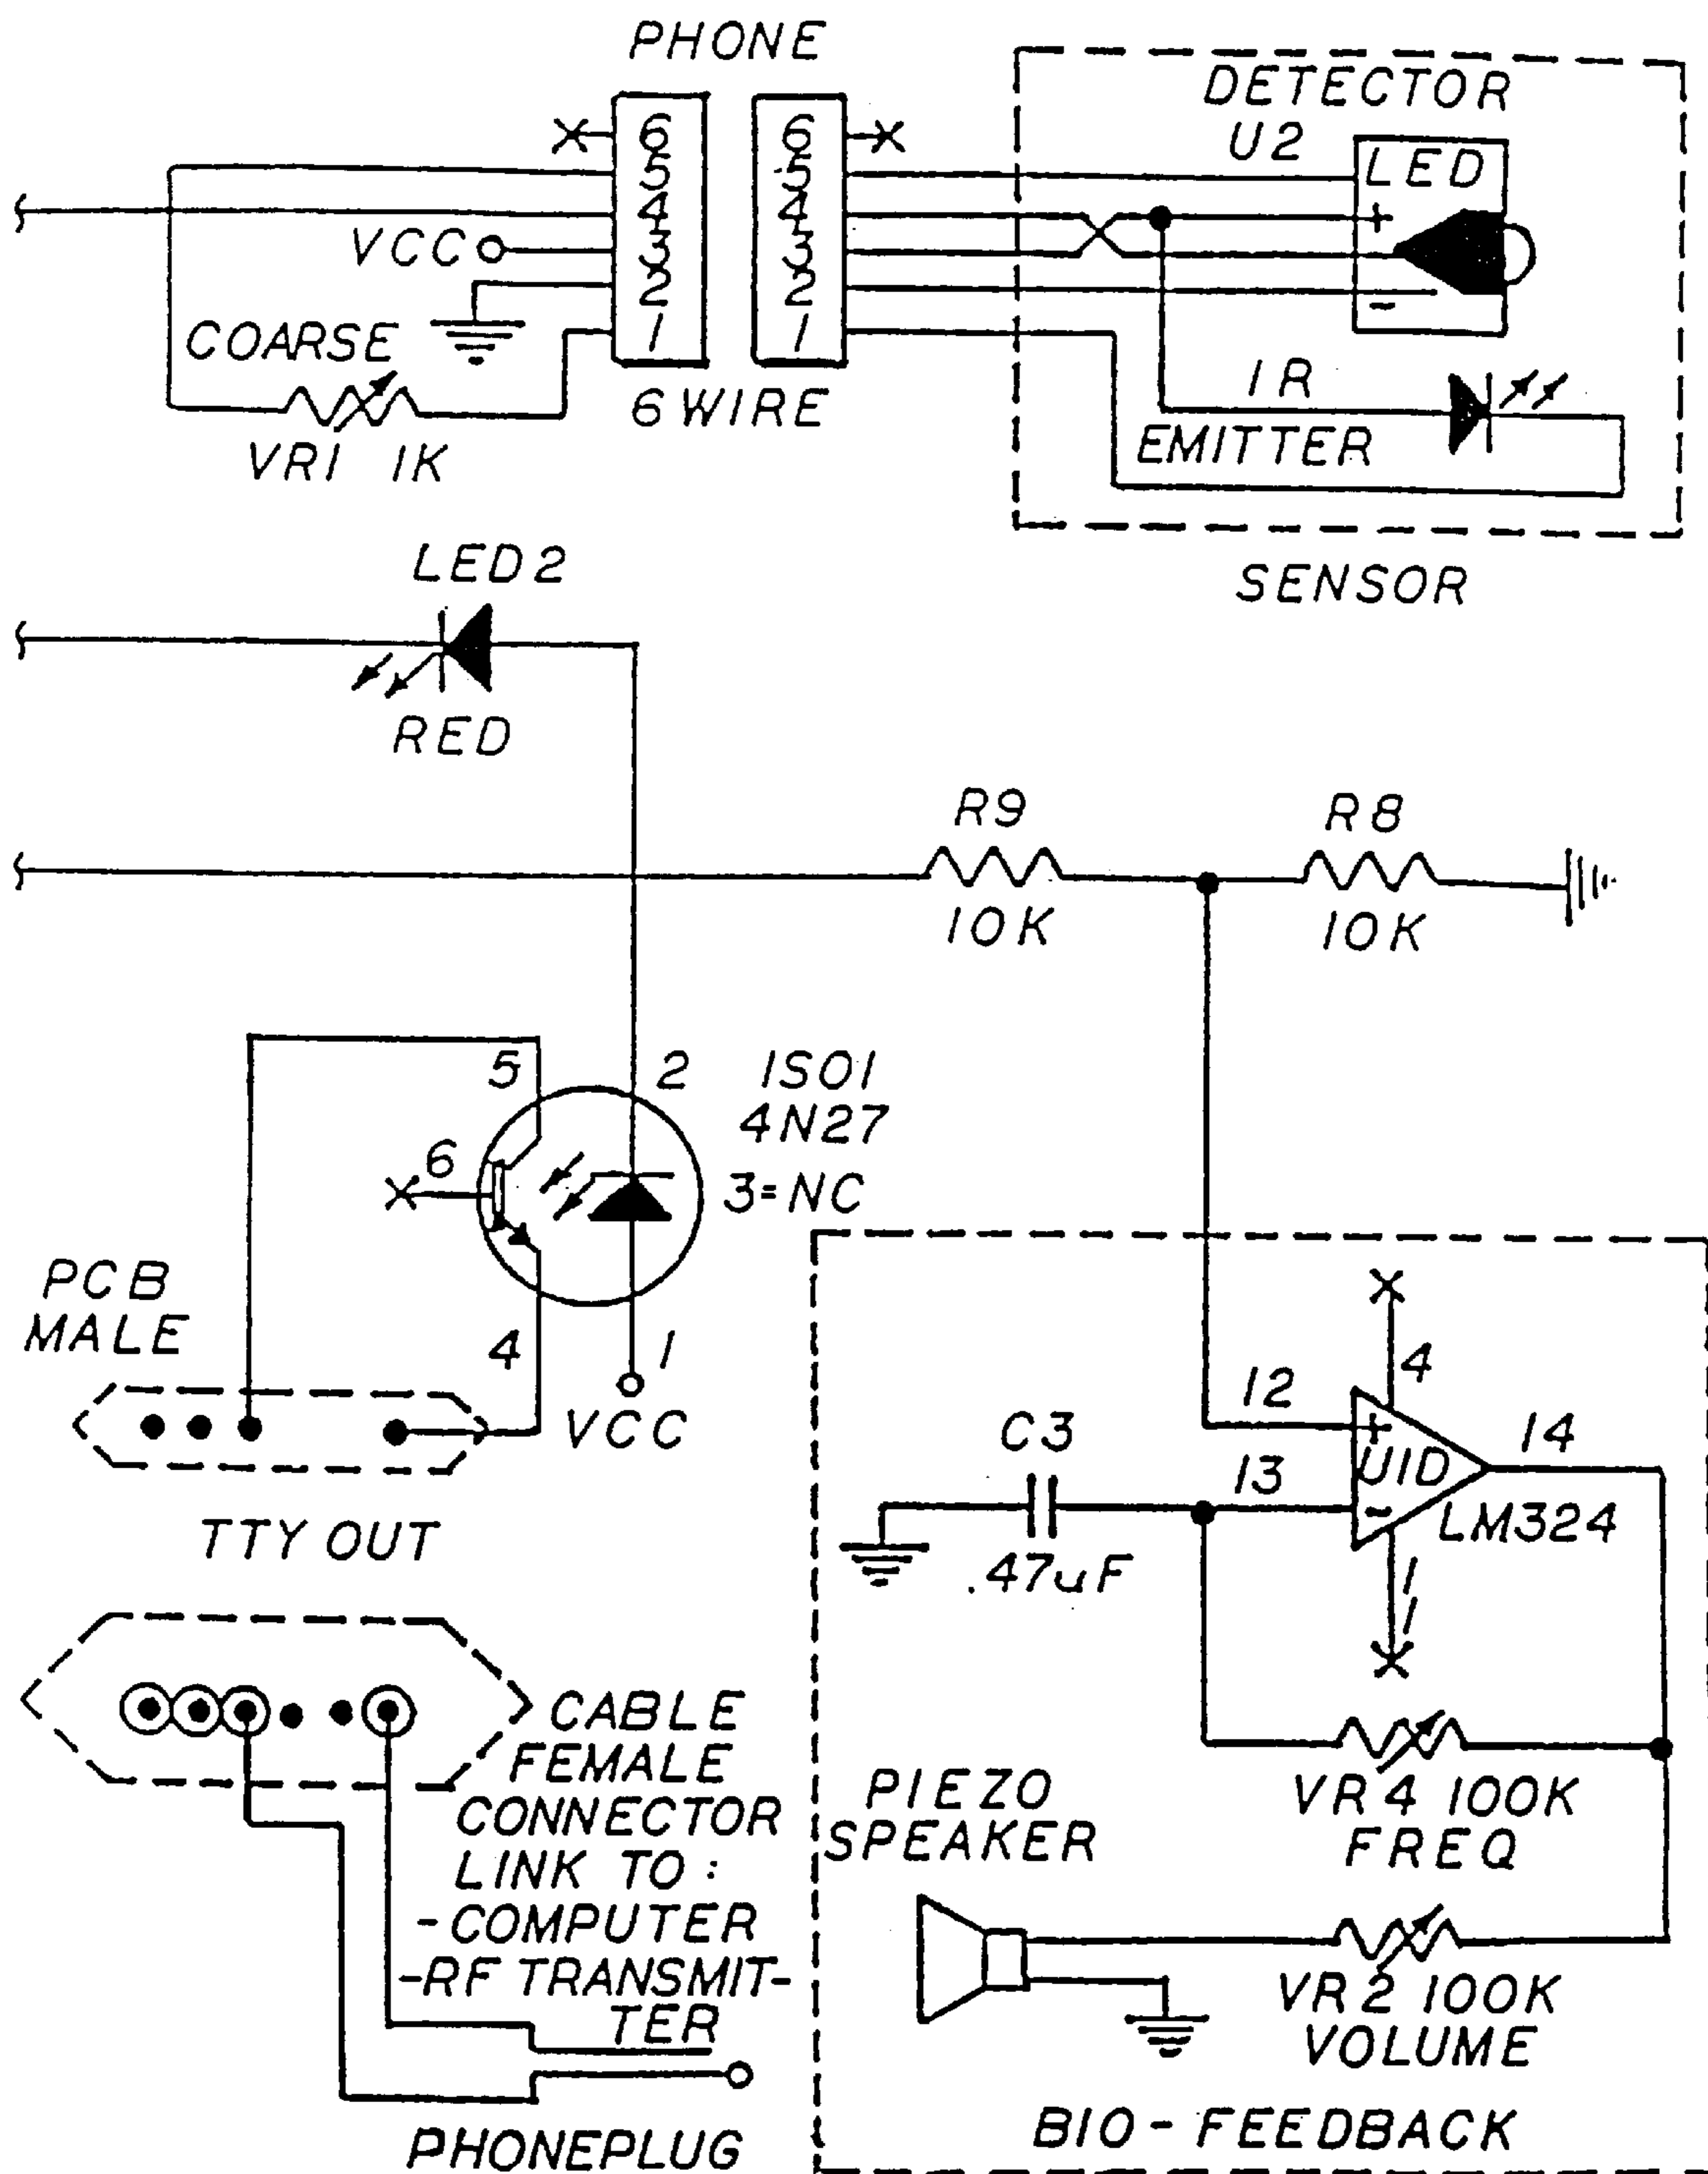 PHONE
6
5
4
3
2
1
6
5
4
3
2
1
6 WIRE
VCC
COARSE
VR1 1K
DETECTOR
U2
LED
+
-
IR
EMITTER
SENSOR
LED2
RED
R9
10K
R8
10K
5
2
ISO1
4N27
3=NC
6
4
1
VCC
PCB
MALE
TTY OUT
CABLE
FEMALE
CONNECTOR
LINK TO:
-COMPUTER
-RF TRANSMIT-
TER
PHONEPLUG
4
12
+
U1D
14
13
-
LM324
11
C3
.47uF
VR4 100K
FREQ
PIEZO
SPEAKER
VR2 100K
VOLUME
BIO-FEEDBACK